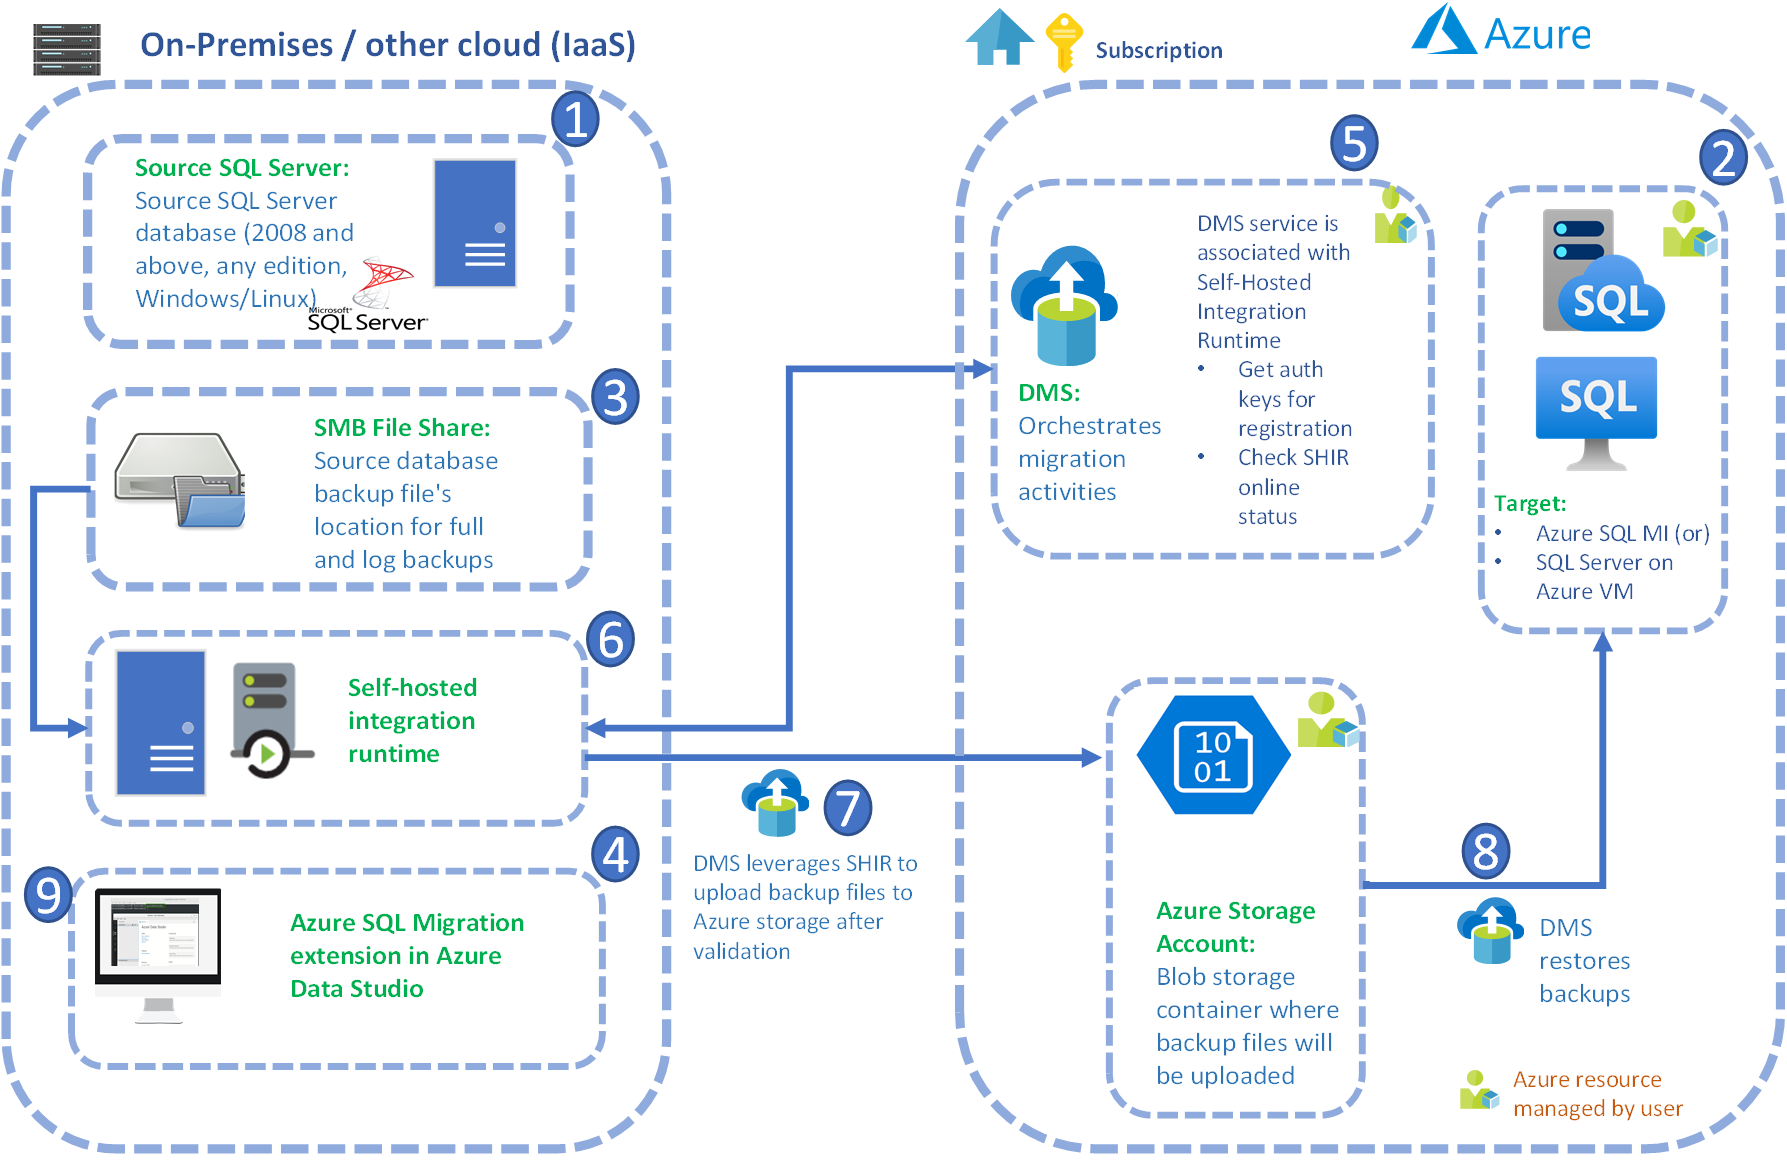 On-Premises / other cloud (IaaS)
Subscription
Azure
1
Source SQL Server:
Source SQL Server
database (2008 and
above, any edition,
Windows/Linux)
Microsoft®
SQL Server
3
SMB File Share:
Source database
backup file's
location for full
and log backups
6
Self-hosted
integration
runtime
4
9
Azure SQL Migration
extension in Azure
Data Studio
7
DMS leverages SHIR to
upload backup files to
Azure storage after
validation
5
DMS:
Orchestrates
migration
activities
DMS service is
associated with
Self-Hosted
Integration
Runtime
• Get auth
keys for
registration
• Check SHIR
online
status
2
SQL
SQL
Target:
• Azure SQL MI (or)
• SQL Server on
Azure VM
10
01
Azure Storage
Account:
Blob storage
container where
backup files will
be uploaded
8
DMS
restores
backups
Azure resource
managed by user